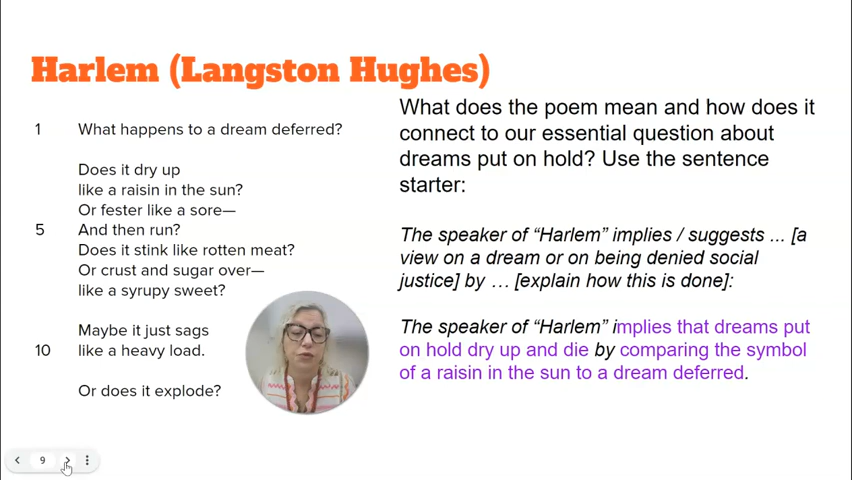 Harlem (Langston Hughes)
1 What happens to a dream deferred?
Does it dry up
like a raisin in the sun?
Or fester like a sore—
5 And then run?
Does it stink like rotten meat?
Or crust and sugar over—
like a syrupy sweet?
Maybe it just sags
10 like a heavy load.
Or does it explode?
What does the poem mean and how does it
connect to our essential question about
dreams put on hold? Use the sentence
starter:
The speaker of “Harlem” implies / suggests ... [a
view on a dream or on being denied social
justice] by … [explain how this is done]:
The speaker of “Harlem” implies that dreams put
on hold dry up and die by comparing the symbol
of a raisin in the sun to a dream deferred.
9